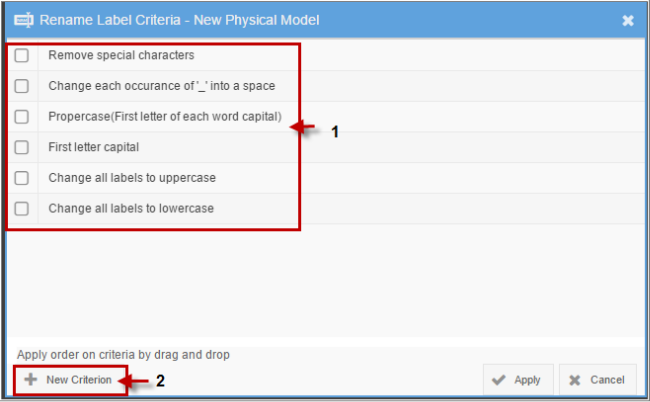 Rename Label Criteria - New Physical Model
Remove special characters
Change each occurance of '_' into a space
Propercase(First letter of each word capital)
1
First letter capital
Change all labels to uppercase
Change all labels to lowercase
Apply order on criteria by drag and drop
New Criterion 2 Apply Cancel